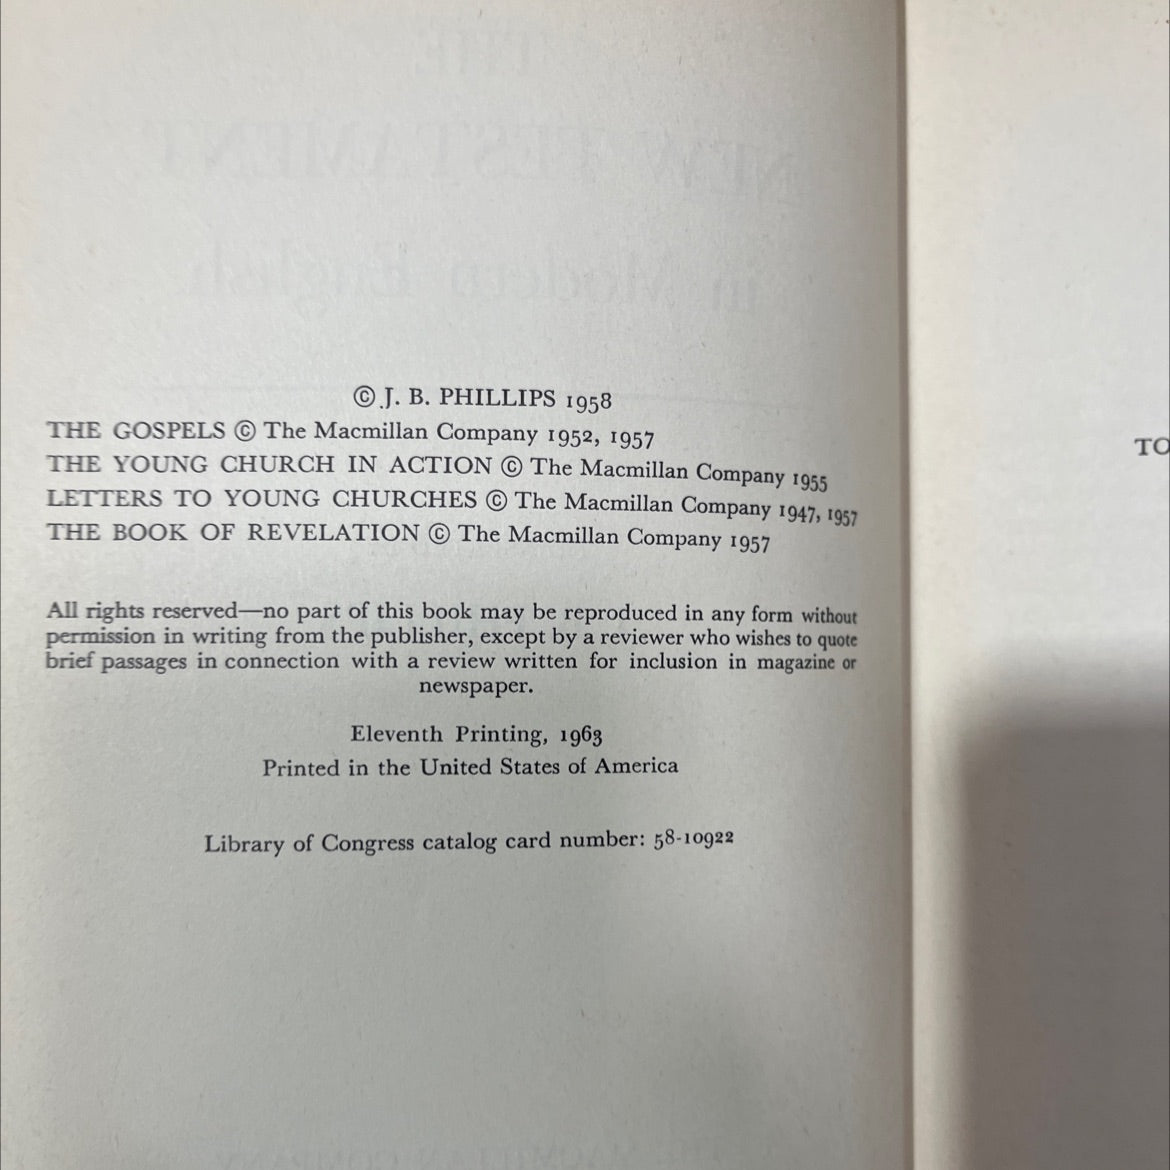 © J. B. PHILLIPS 1958
THE GOSPELS © The Macmillan Company 1952, 1957
THE YOUNG CHURCH IN ACTION © The Macmillan Company 1955
LETTERS TO YOUNG CHURCHES © The Macmillan Company 1947, 1957
THE BOOK OF REVELATION © The Macmillan Company 1957
All rights reserved—no part of this book may be reproduced in any form without
permission in writing from the publisher, except by a reviewer who wishes to quote
brief passages in connection with a review written for inclusion in magazine or
newspaper.
Eleventh Printing, 1963
Printed in the United States of America
Library of Congress catalog card number: 58-10922
TO